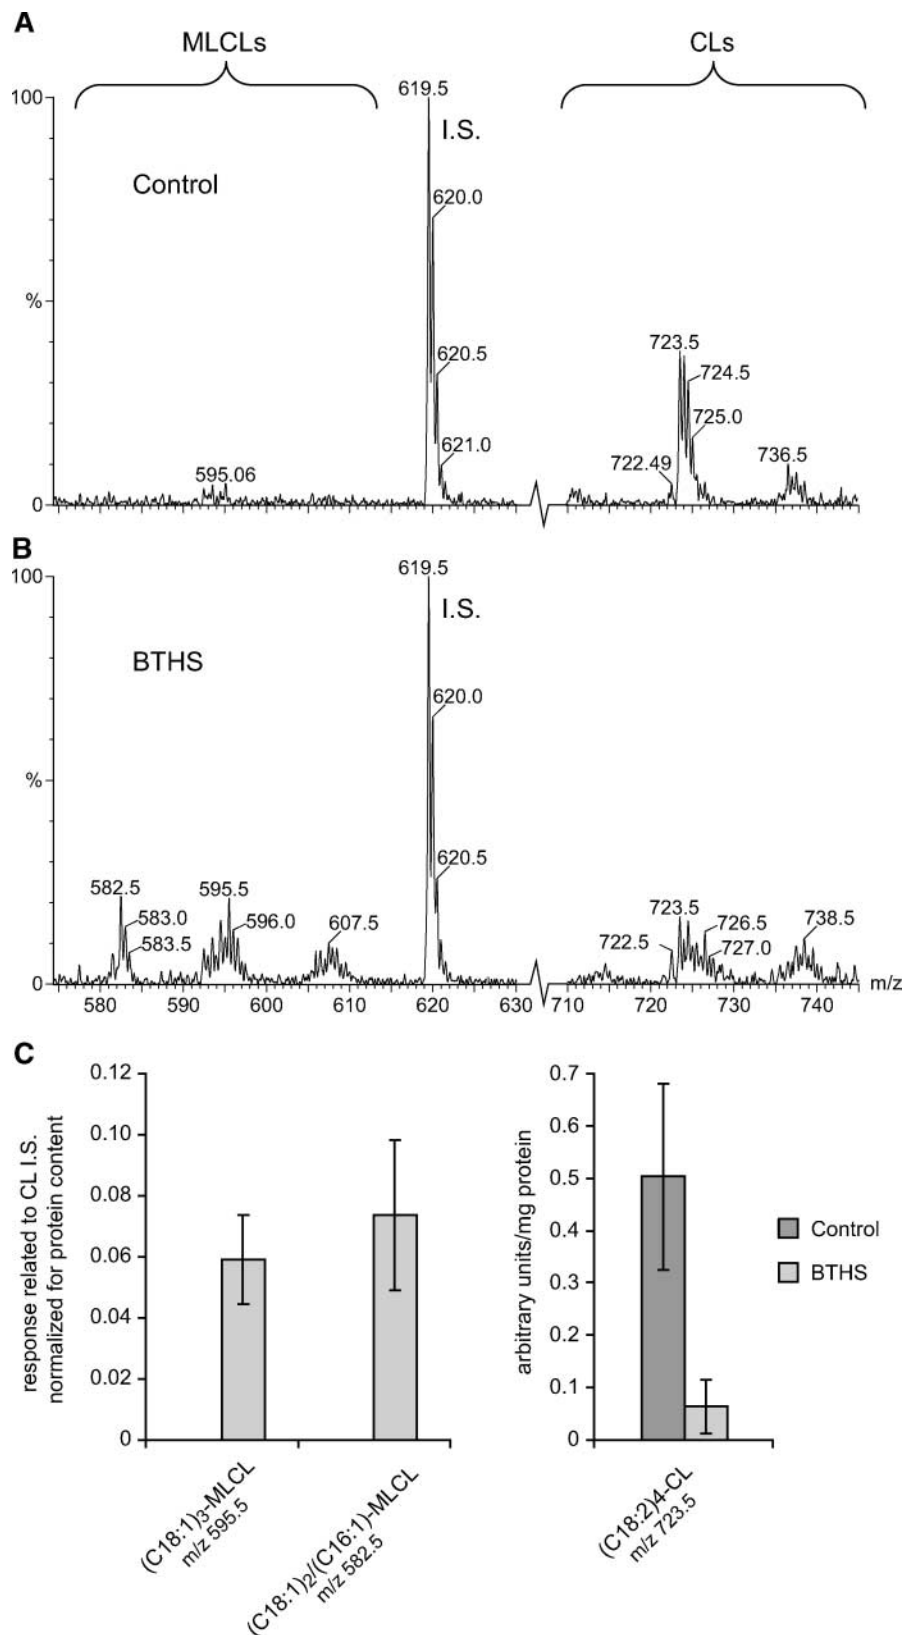 A
MLCLs
CLs
100
619.5
I.S.
Control
620.0
%
620.5
621.0
595.06
0
723.5
724.5
725.0
722.49
736.5
B
100
619.5
I.S.
BTHS
620.0
%
620.5
582.5
583.0
583.5
595.5
596.0
607.5
0
723.5
726.5
738.5
722.5
727.0
580 590 600 610 620 630 710 720 730 740 m/z
C
0.12
0.10
0.08
0.06
0.04
0.02
0
response related to CL I.S.
normalized for protein content
(C18:1)3-MLCL
m/z 595.5
(C18:1)2/(C16:1)-MLCL
m/z 582.5
0.7
0.6
0.5
0.4
0.3
0.2
0.1
0
arbitrary units/mg protein
Control
BTHS
(C18:2)4-CL
m/z 723.5